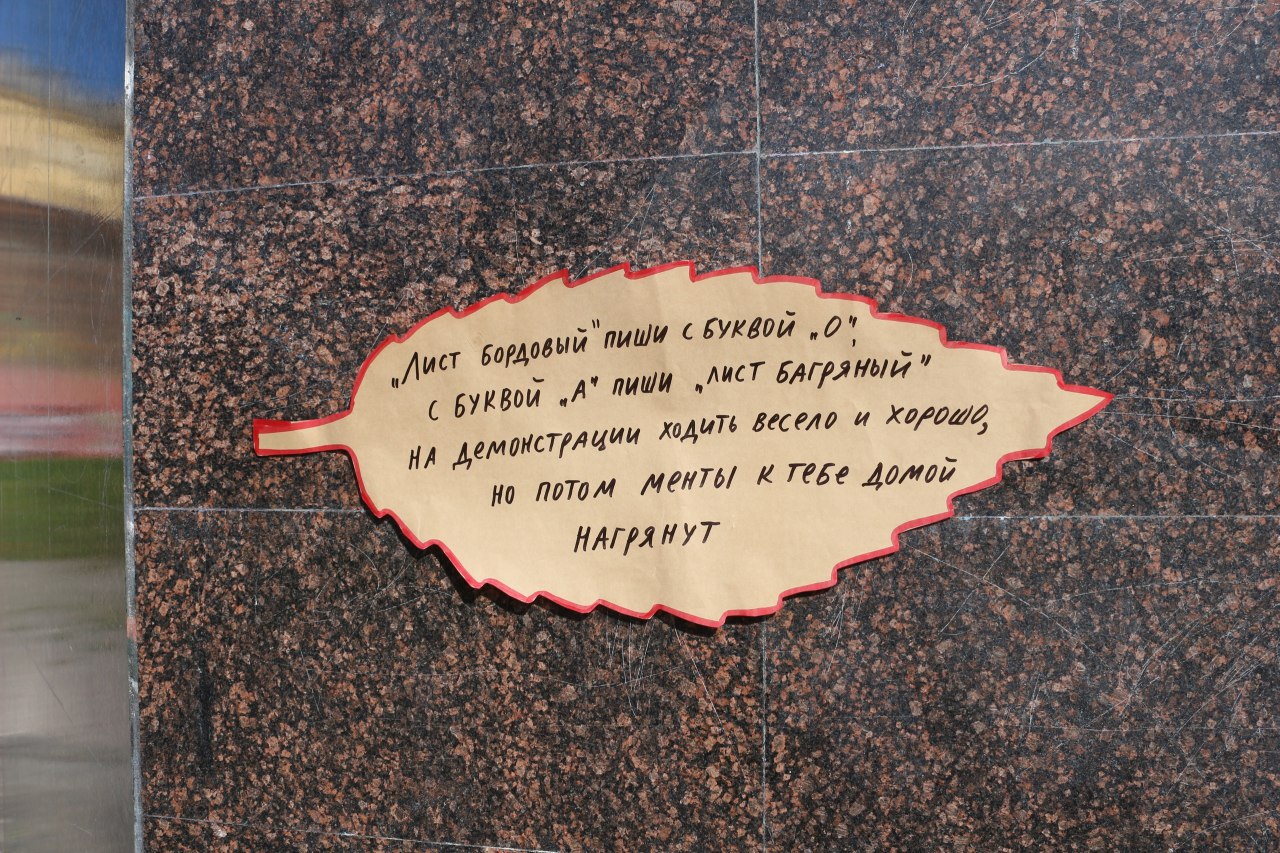 „Лист бордовый" пиши с буквой „О",
с буквой „А" пиши „лист багряный"
на демонстрации ходить весело и хорошо,
но потом менты к тебе домой
нагрянут